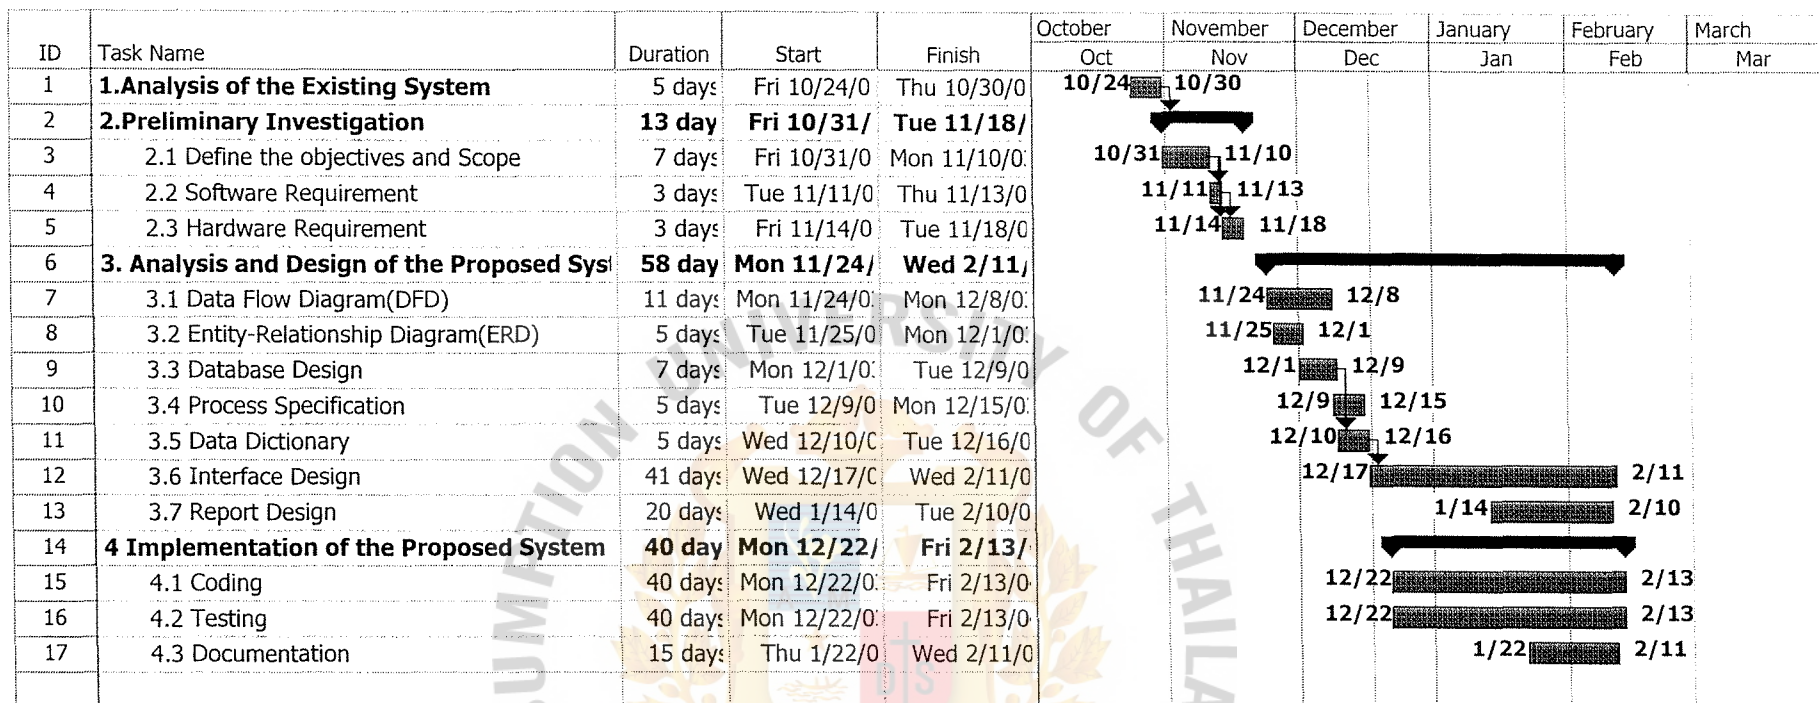 October November December January February March
ID Task Name Duration Start Finish Oct Nov Dec Jan Feb Mar
1 1.Analysis of the Existing System 5 days Fri 10/24/0 Thu 10/30/0 10/24 10/30
2 2.Preliminary Investigation 13 day Fri 10/31/ Tue 11/18/
3 2.1 Define the objectives and Scope 7 days Fri 10/31/0 Mon 11/10/0 10/31 11/10
4 2.2 Software Requirement 3 days Tue 11/11/0 Thu 11/13/0 11/11 11/13
5 2.3 Hardware Requirement 3 days Fri 11/14/0 Tue 11/18/0 11/14 11/18
6 3. Analysis and Design of the Proposed Syst 58 day Mon 11/24/ Wed 2/11/
7 3.1 Data Flow Diagram(DFD) 11 days Mon 11/24/0 Mon 12/8/0 11/24 12/8
8 3.2 Entity-Relationship Diagram(ERD) 5 days Tue 11/25/0 Mon 12/1/0 11/25 12/1
9 3.3 Database Design 7 days Mon 12/1/0 Tue 12/9/0 12/1 12/9
10 3.4 Process Specification 5 days Tue 12/9/0 Mon 12/15/0 12/9 12/15
11 3.5 Data Dictionary 5 days Wed 12/10/0 Tue 12/16/0 12/10 12/16
12 3.6 Interface Design 41 days Wed 12/17/0 Wed 2/11/0 12/17 2/11
13 3.7 Report Design 20 days Wed 1/14/0 Tue 2/10/0 1/14 2/10
14 4 Implementation of the Proposed System 40 day Mon 12/22/ Fri 2/13/
15 4.1 Coding 40 days Mon 12/22/0 Fri 2/13/0 12/22 2/13
16 4.2 Testing 40 days Mon 12/22/0 Fri 2/13/0 12/22 2/13
17 4.3 Documentation 15 days Thu 1/22/0 Wed 2/11/0 1/22 2/11
UMPTION UNIVERSITY OF THAILA